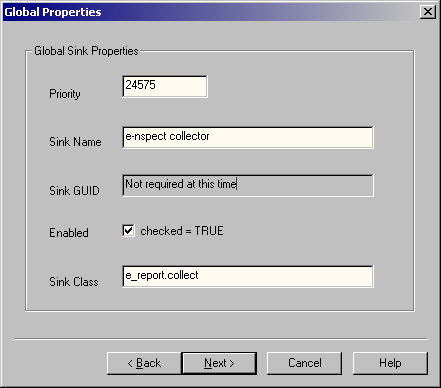 Global Properties
Global Sink Properties
Priority 24575
Sink Name e-nspect collector
Sink GUID Not required at this time
Enabled checked = TRUE
Sink Class e_report.collect
< Back Next > Cancel Help